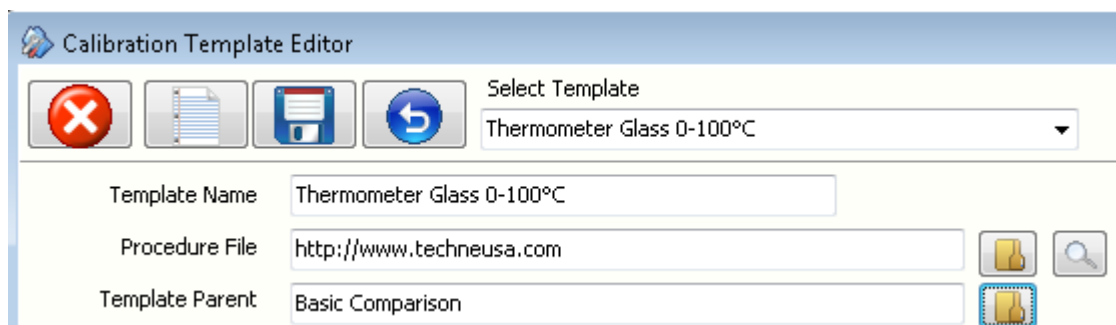 Calibration Template Editor
Select Template
Thermometer Glass 0-100°C
Template Name Thermometer Glass 0-100°C
Procedure File http://www.techneusa.com
Template Parent Basic Comparison